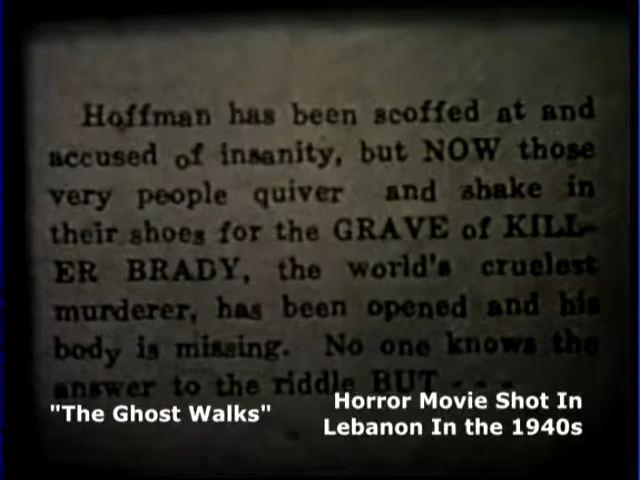 Hoffman has been scoffed at and
accused of insanity, but NOW those
very people quiver and shake in
their shoes for the GRAVE of KILL-
ER BRADY, the world's cruelest
murderer, has been opened and his
body is missing. No one knows the
answer to the riddle BUT - - -
"The Ghost Walks"
Horror Movie Shot In
Lebanon In the 1940s